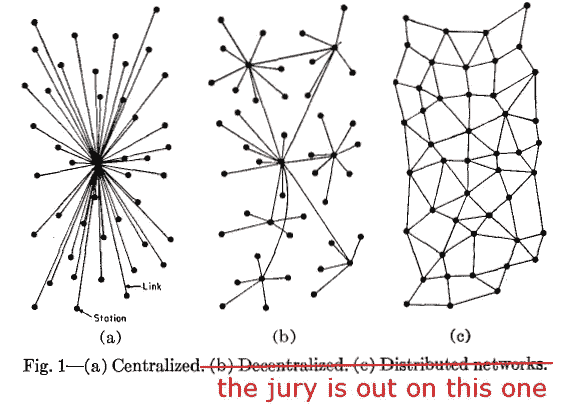 Link
Station
(a) (b) (c)
Fig. 1—(a) Centralized. (b) Decentralized. (c) Distributed networks.
the jury is out on this one